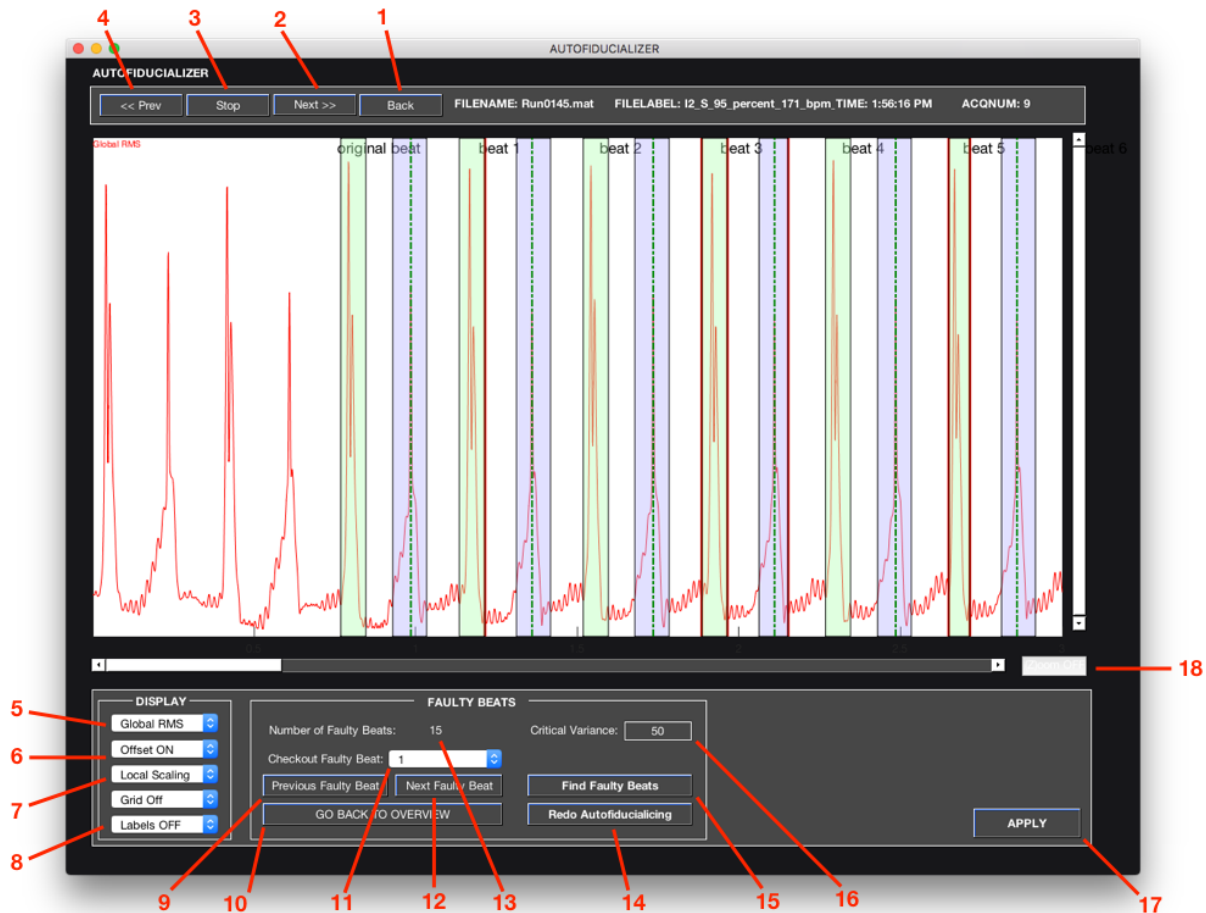 4 3 2 1
AUTOFIDUCIALIZER
AUTOFIDUCIALIZER
<< Prev Stop Next >> Back FILENAME: Run0145.mat FILELABEL: I2_S_95_percent_171_bpm_TIME: 1:56:16 PM ACQNUM: 9
Global RMS original beat beat 1 beat 2 beat 3 beat 4 beat 5 beat 6
0.5 1 1.5 2 2.5 3
Zoom OFF 18
DISPLAY FAULTY BEATS
5 Global RMS Number of Faulty Beats: 15 Critical Variance: 50
6 Offset ON Checkout Faulty Beat: 1
7 Local Scaling Previous Faulty Beat Next Faulty Beat Find Faulty Beats
Grid Off GO BACK TO OVERVIEW Redo Autofiducialicing
8 Labels OFF APPLY
9 10 11 12 13 14 15 16 17